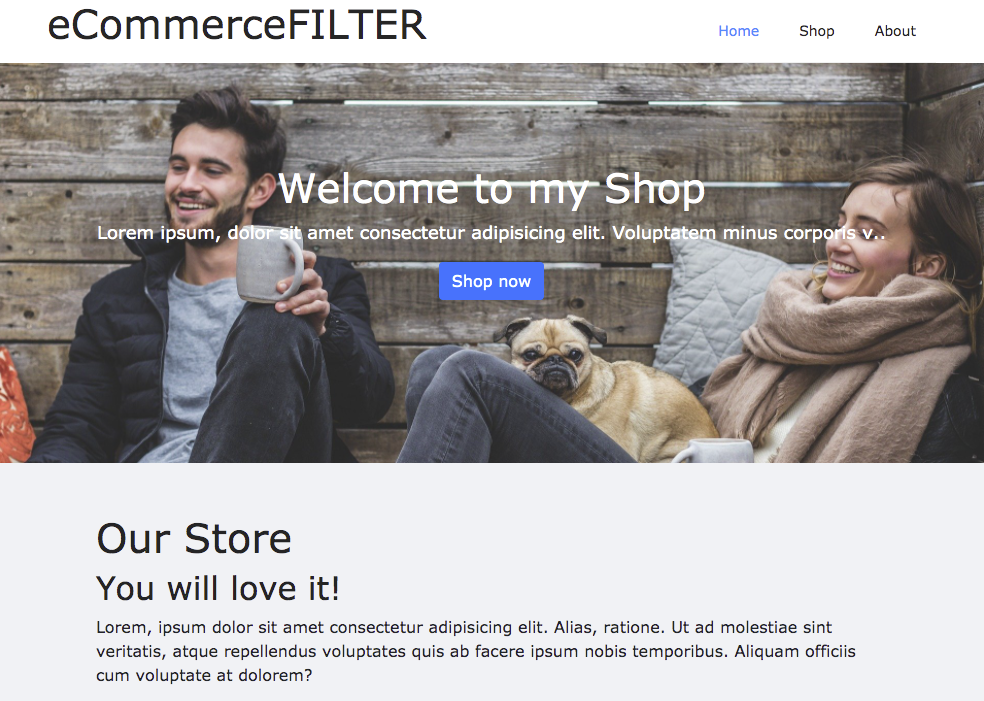 eCommerceFILTER
Home Shop About
Welcome to my Shop
Lorem ipsum, dolor sit amet consectetur adipisicing elit. Voluptatem minus corporis v..
Shop now
Our Store
You will love it!
Lorem, ipsum dolor sit amet consectetur adipisicing elit. Alias, ratione. Ut ad molestiae sint
veritatis, atque repellendus voluptates quis ab facere ipsum nobis temporibus. Aliquam officiis
cum voluptate at dolorem?